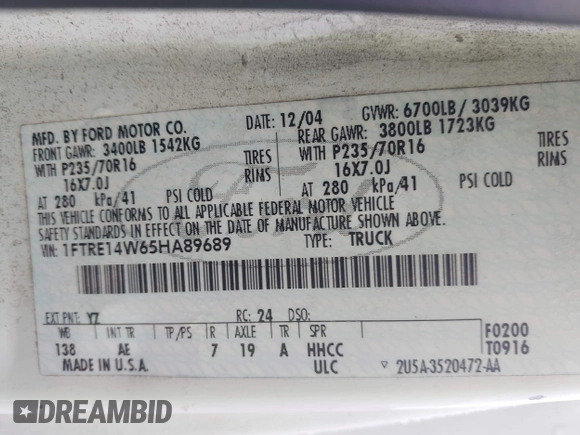 MFD. BY FORD MOTOR CO.
DATE: 12/04
GVWR: 6700LB / 3039KG
FRONT GAWR: 3400LB 1542KG
REAR GAWR: 3800LB 1723KG
WITH P235/70R16 TIRES
WITH P235/70R16 TIRES
16X7.0J RIMS
16X7.0J RIMS
AT 280 kPa/41 PSI COLD
AT 280 kPa/41 PSI COLD
THIS VEHICLE CONFORMS TO ALL APPLICABLE FEDERAL MOTOR VEHICLE
SAFETY STANDARDS IN EFFECT ON THE DATE OF MANUFACTURE SHOWN ABOVE.
VIN: 1FTRE14W65HA89689
TYPE: TRUCK
EXT PNT: YZ RC: 24 DSO:
WB INT TR TP/PS R AXLE TR SPR
138 AE 7 19 A HHCC
ULC
F0200
T0916
MADE IN U.S.A.
▽ 2U5A-3520472-AA
DREAMBID